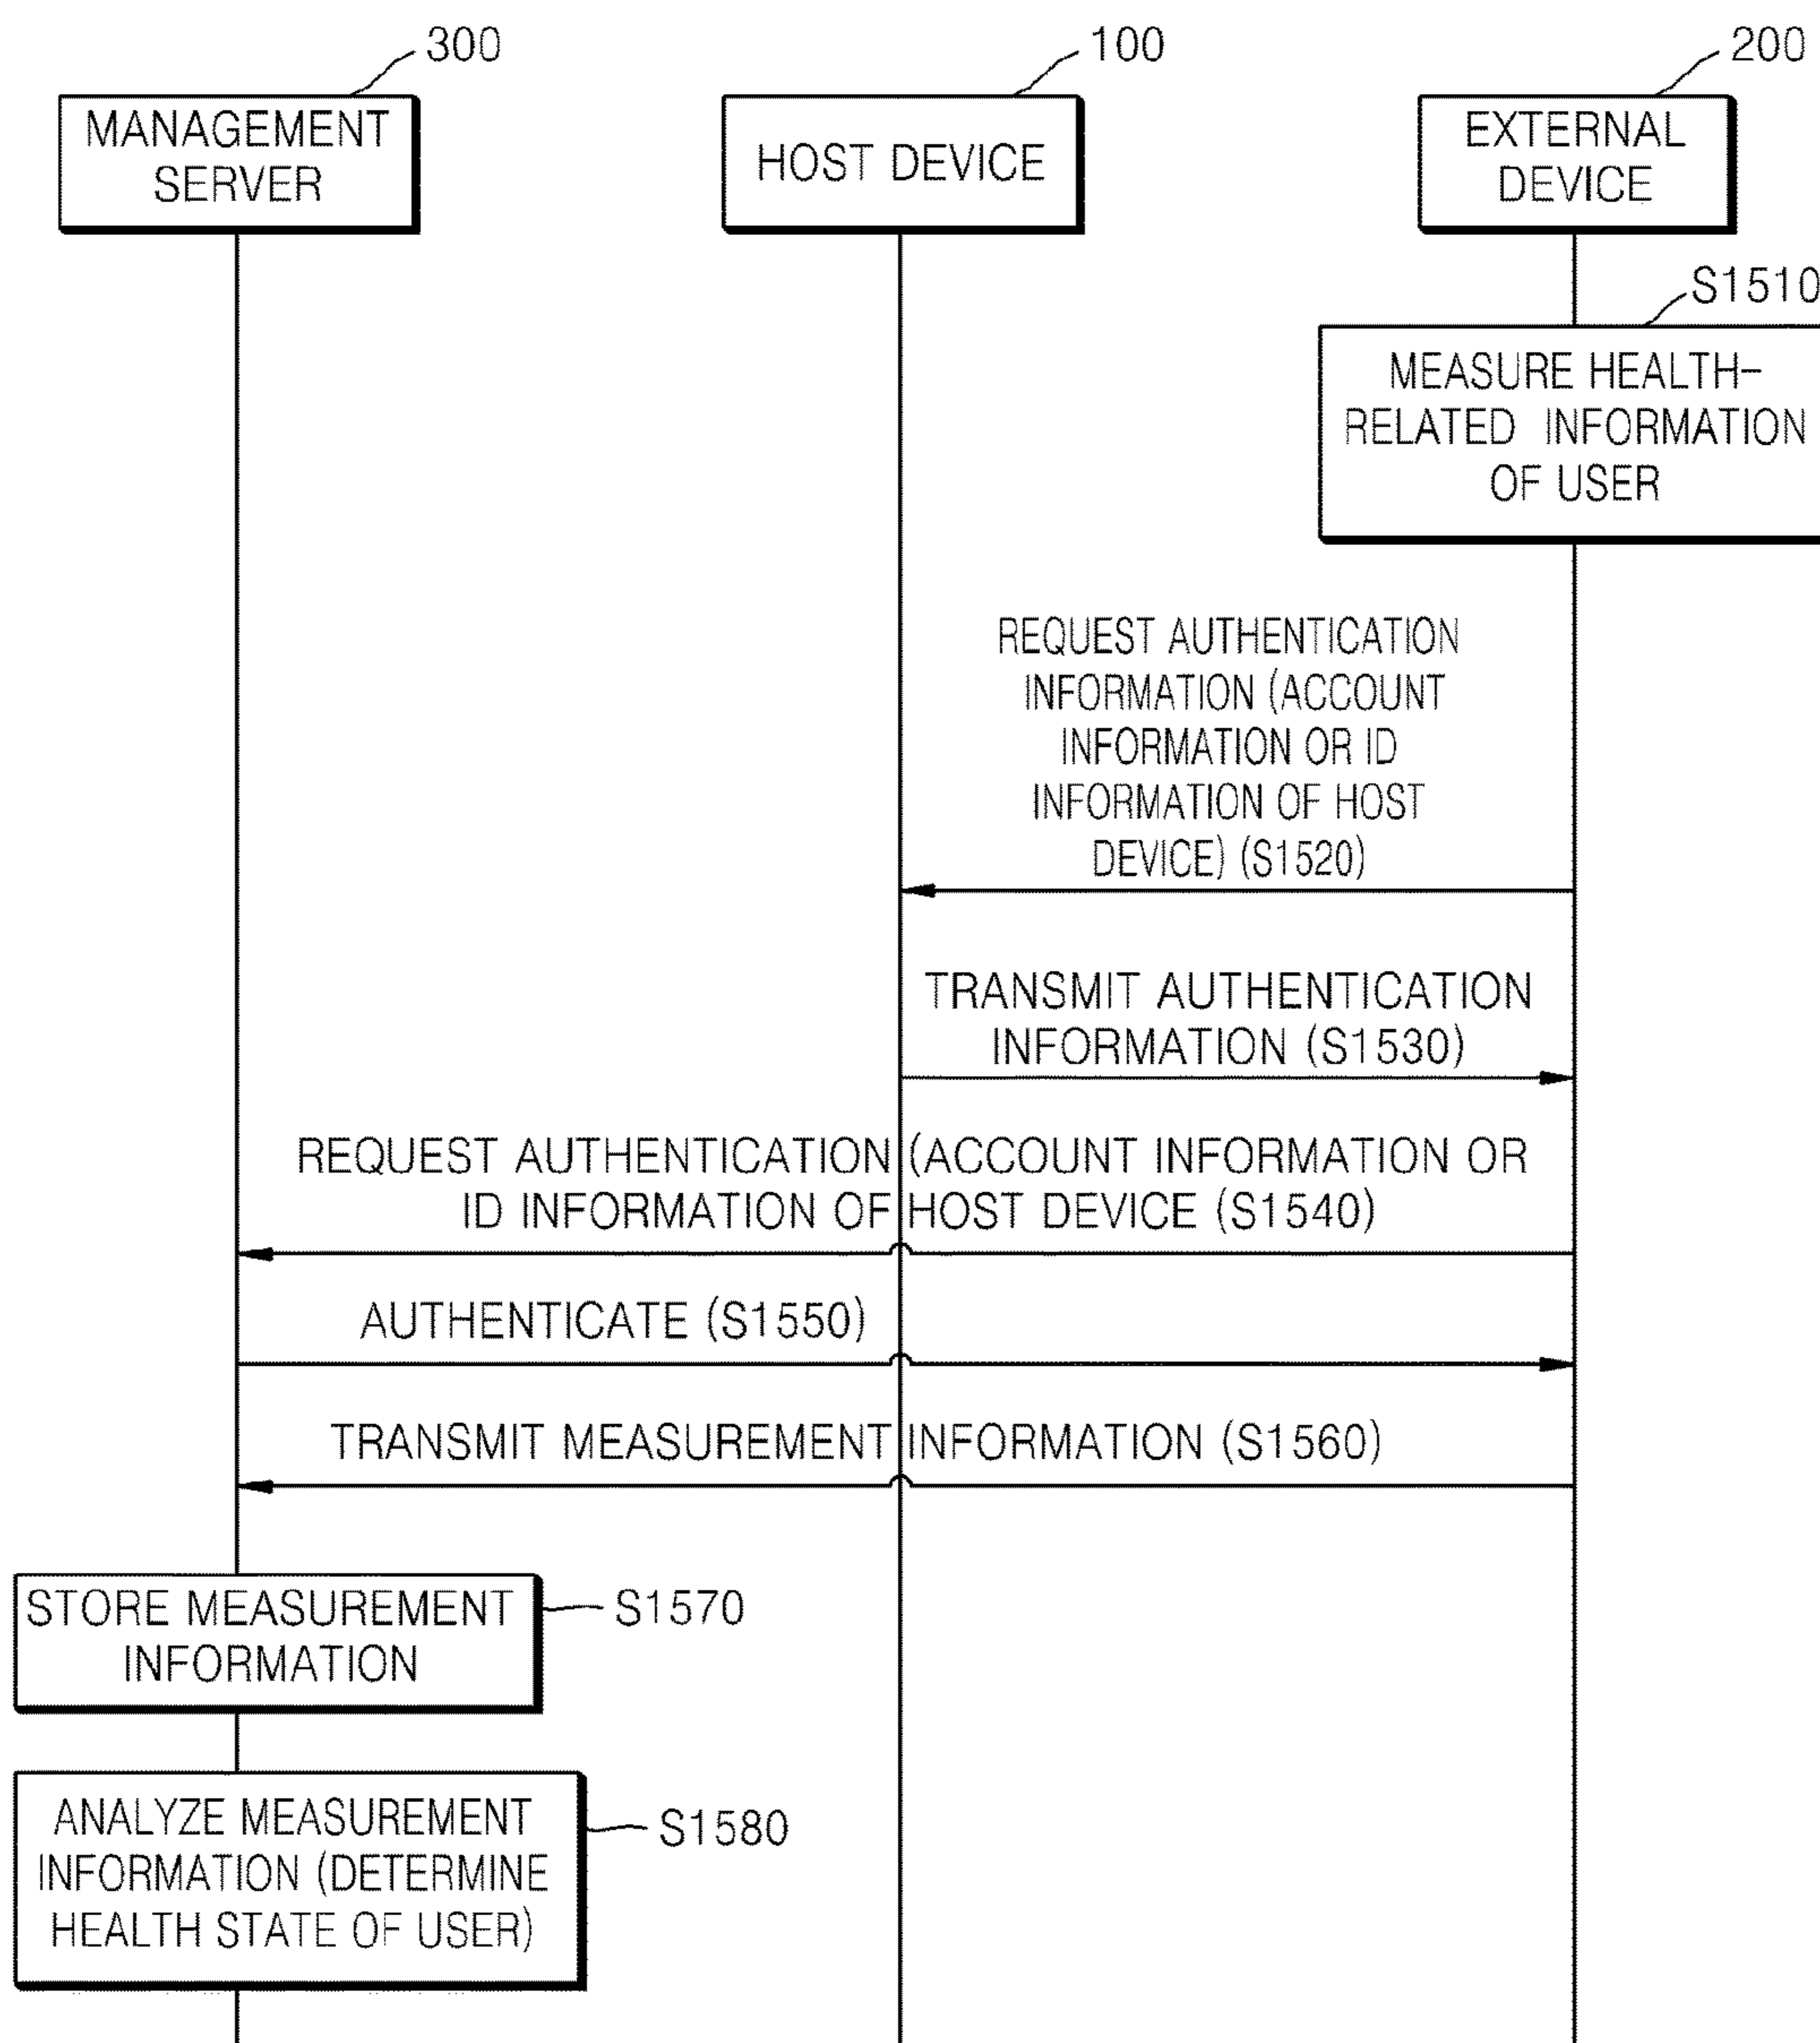 300
100
200
MANAGEMENT
SERVER
HOST DEVICE
EXTERNAL
DEVICE
S1510
MEASURE HEALTH-
RELATED INFORMATION
OF USER
REQUEST AUTHENTICATION
INFORMATION (ACCOUNT
INFORMATION OR ID
INFORMATION OF HOST
DEVICE) (S1520)
TRANSMIT AUTHENTICATION
INFORMATION (S1530)
REQUEST AUTHENTICATION (ACCOUNT INFORMATION OR
ID INFORMATION OF HOST DEVICE (S1540)
AUTHENTICATE (S1550)
TRANSMIT MEASUREMENT INFORMATION (S1560)
STORE MEASUREMENT
INFORMATION
S1570
ANALYZE MEASUREMENT
INFORMATION (DETERMINE
HEALTH STATE OF USER)
S1580